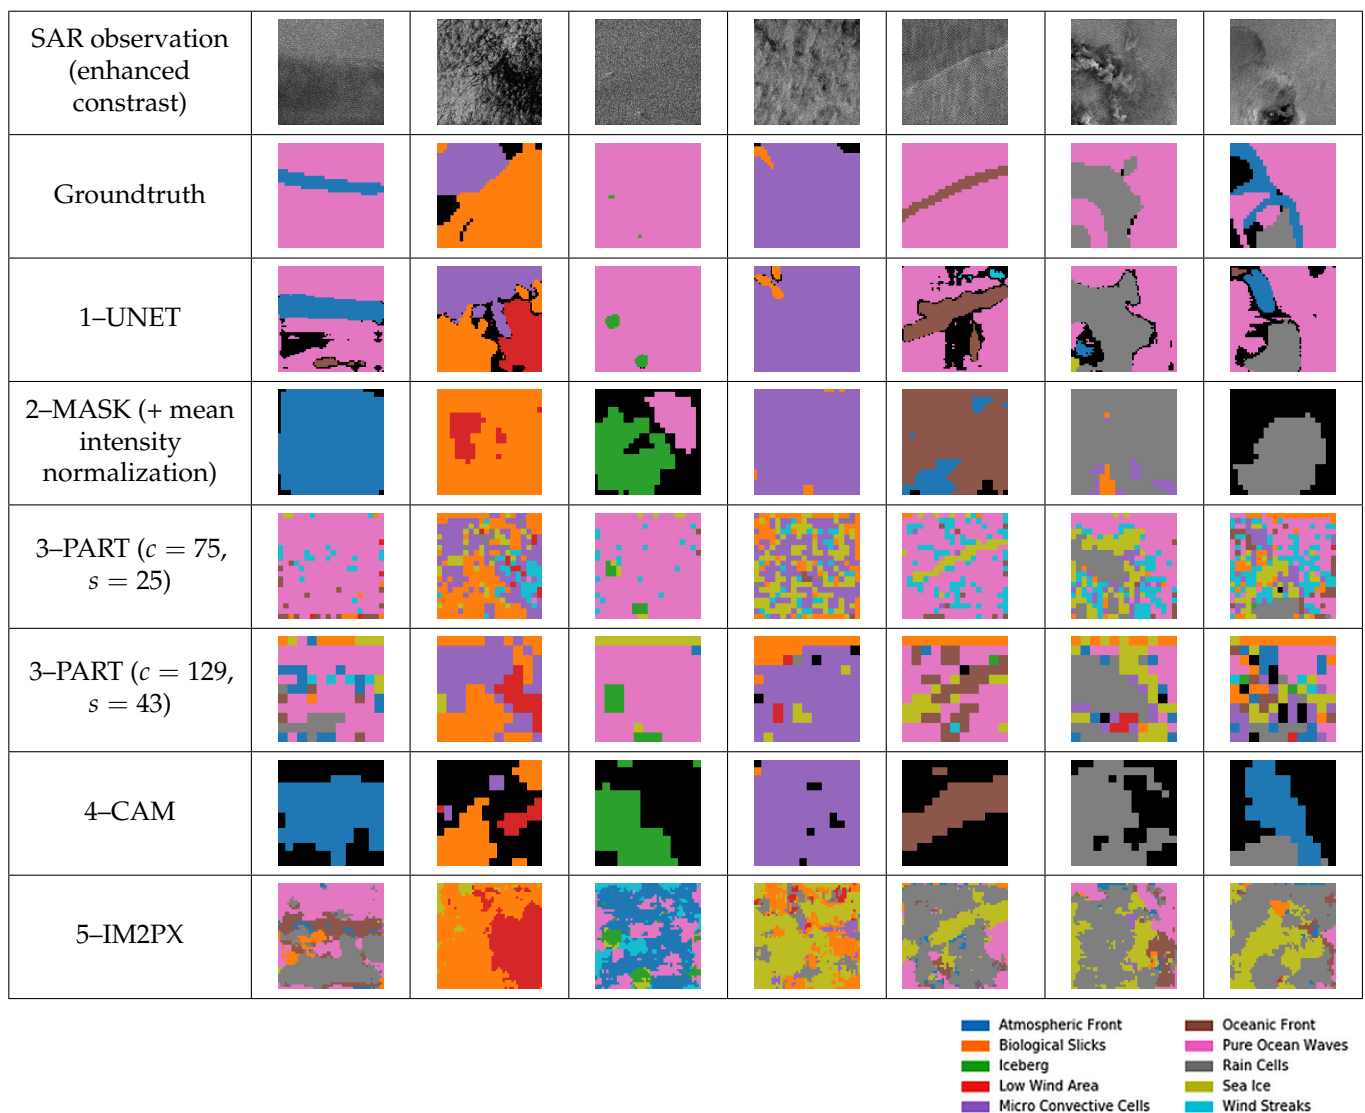 SAR observation
(enhanced
constrast)
Groundtruth
1–UNET
2–MASK (+ mean
intensity
normalization)
3–PART (c = 75,
s = 25)
3–PART (c = 129,
s = 43)
4–CAM
5–IM2PX
Atmospheric Front
Biological Slicks
Iceberg
Low Wind Area
Micro Convective Cells
Oceanic Front
Pure Ocean Waves
Rain Cells
Sea Ice
Wind Streaks